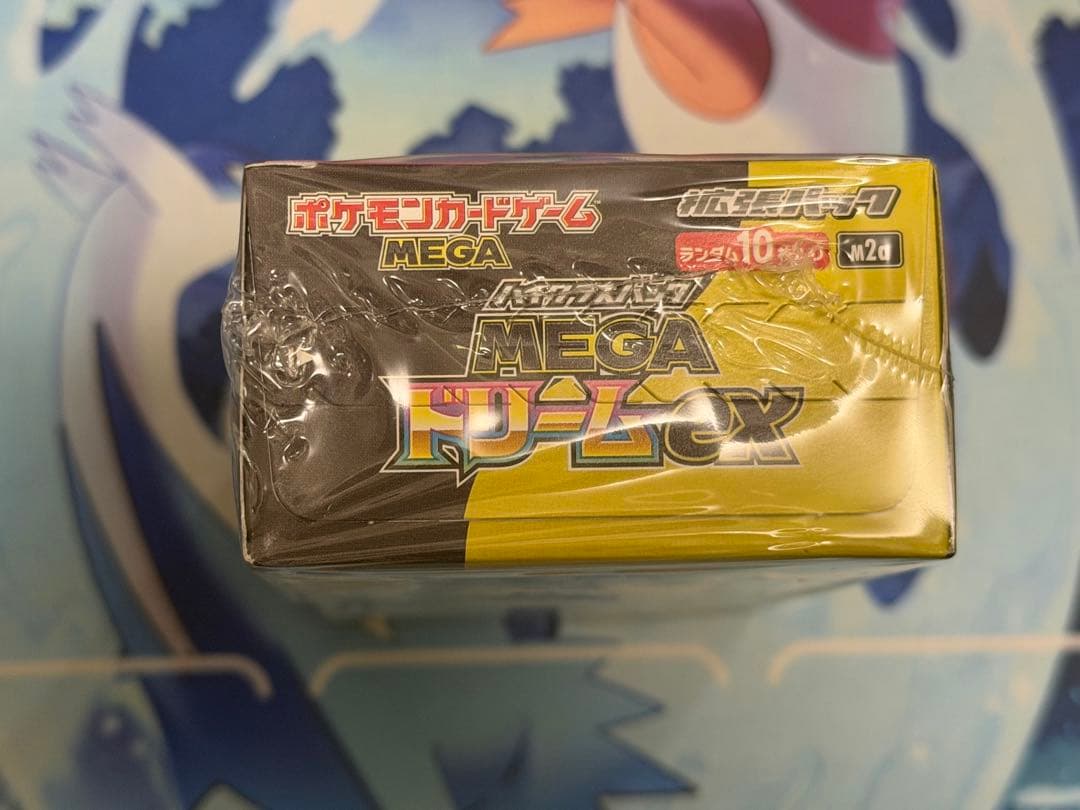 ポケモンカードゲーム
MEGA
拡張パック
ランダム10枚入り
M2a
ハイクラスパック
MEGA
ドリームex